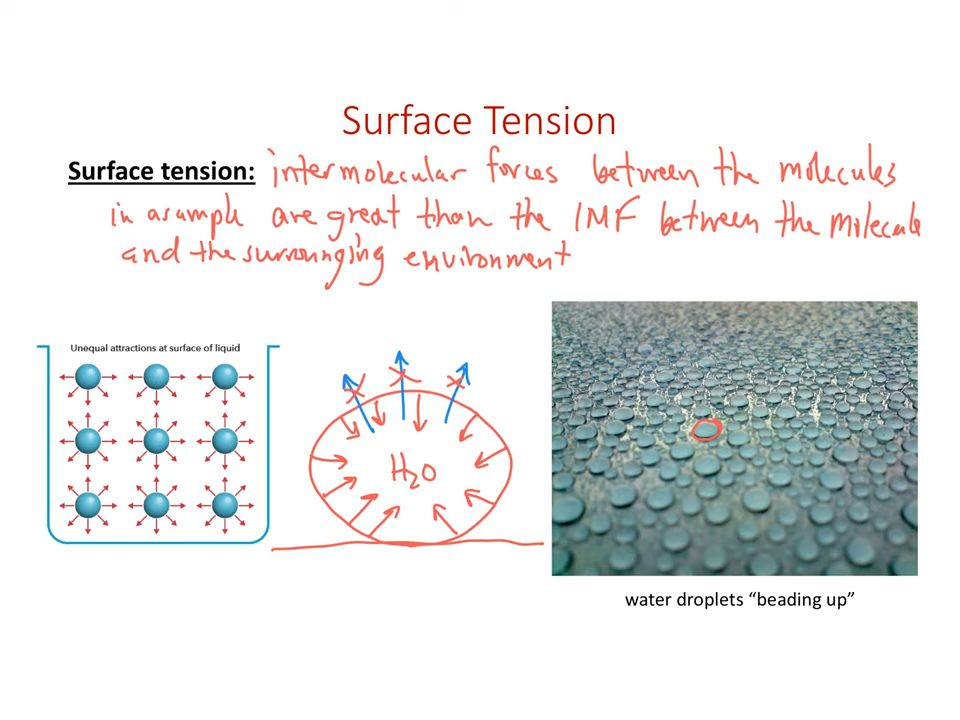 Surface Tension
Surface tension: intermolecular forces between the molecules
in a sample are great than the IMF between the molecule
and the surrounging environment
Unequal attractions at surface of liquid
H₂O
water droplets “beading up”